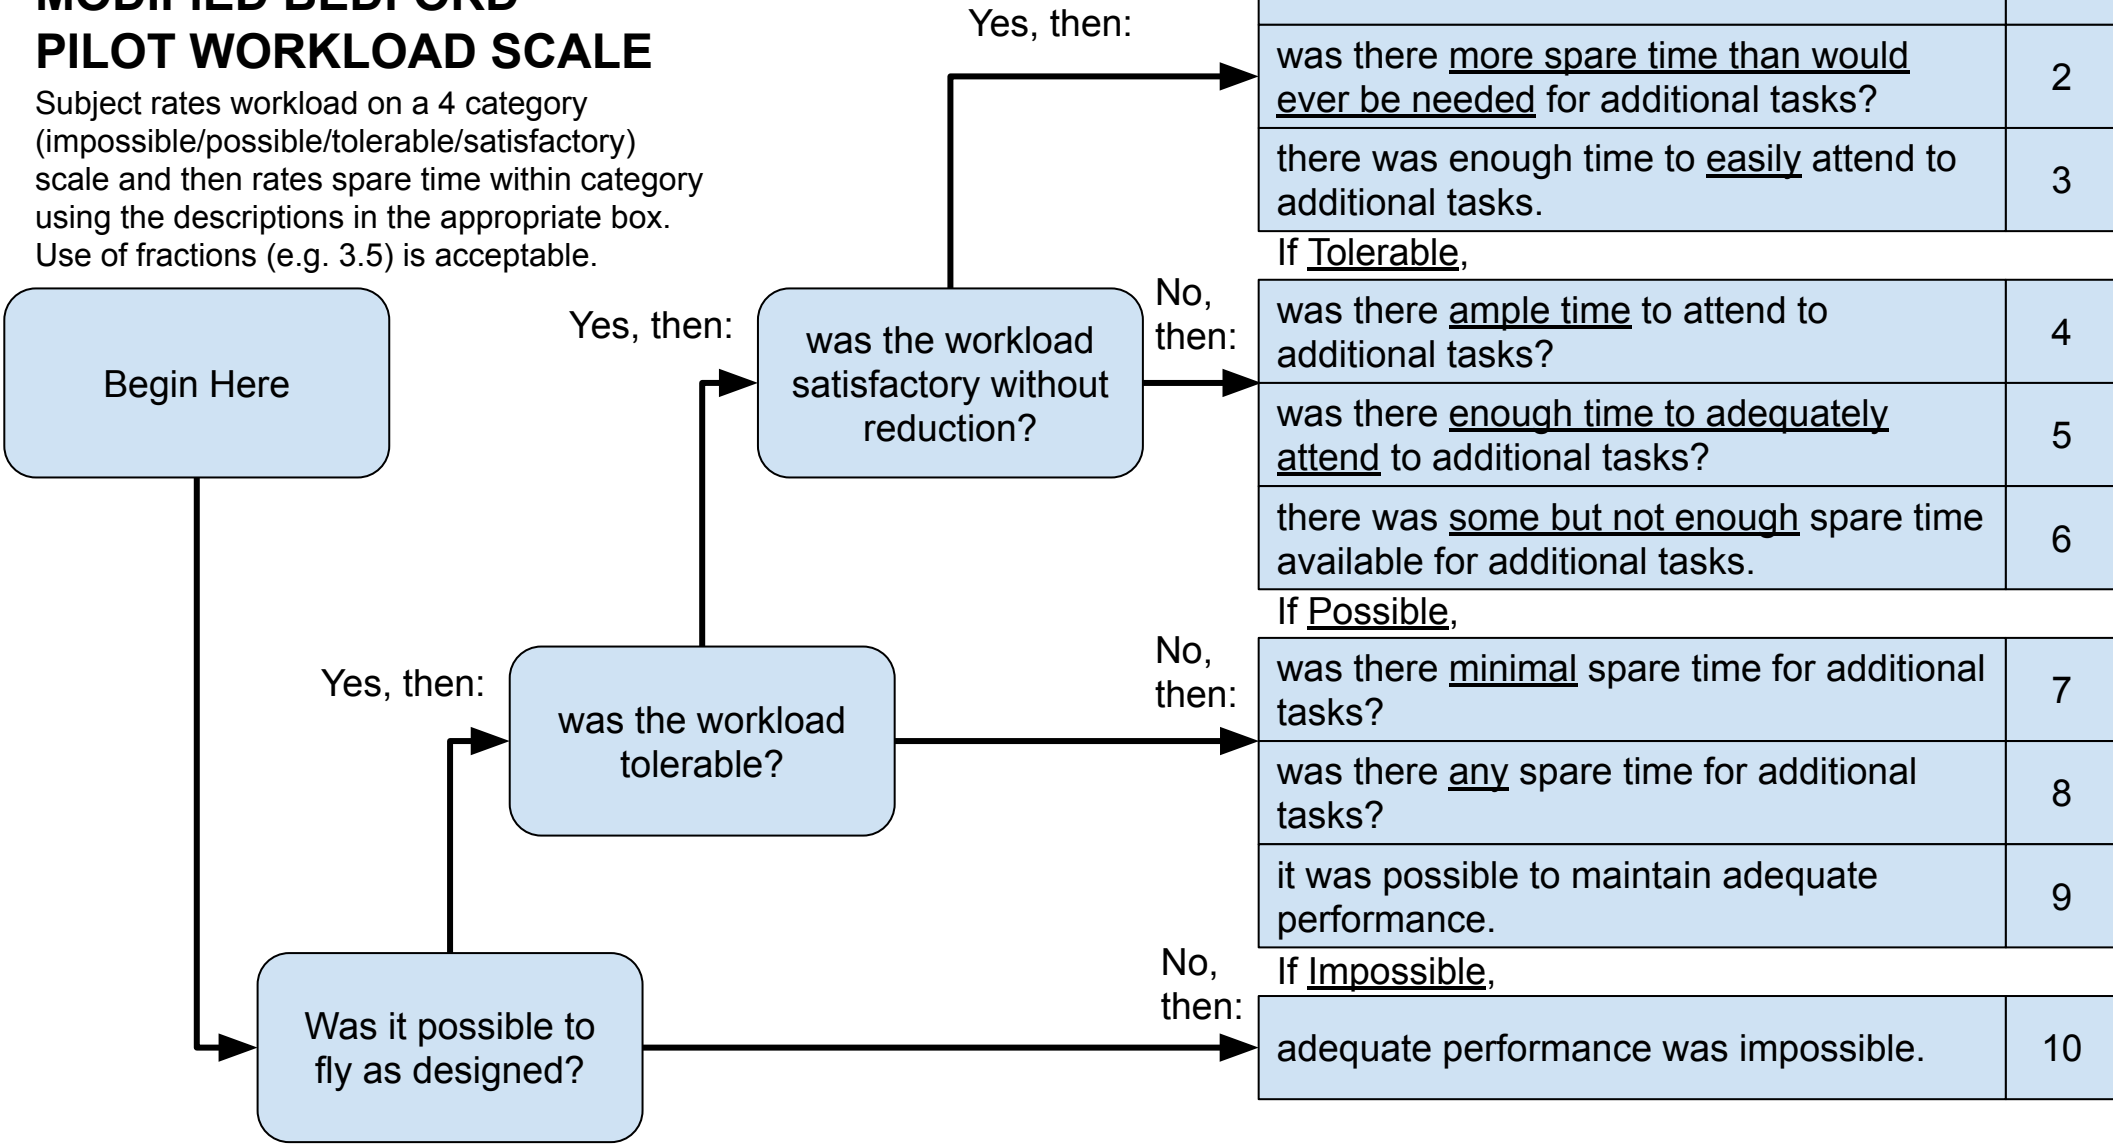 MODIFIED BEDFORD
PILOT WORKLOAD SCALE
Subject rates workload on a 4 category
(impossible/possible/tolerable/satisfactory)
scale and then rates spare time within category
using the descriptions in the appropriate box.
Use of fractions (e.g. 3.5) is acceptable.
Begin Here
Was it possible to
fly as designed?
Yes, then:
was the workload
tolerable?
Yes, then:
was the workload
satisfactory without
reduction?
Yes, then:
was there more spare time than would
ever be needed for additional tasks?
2
there was enough time to easily attend to
additional tasks.
3
No,
then:
If Tolerable,
was there ample time to attend to
additional tasks?
4
was there enough time to adequately
attend to additional tasks?
5
there was some but not enough spare time
available for additional tasks.
6
No,
then:
If Possible,
was there minimal spare time for additional
tasks?
7
was there any spare time for additional
tasks?
8
it was possible to maintain adequate
performance.
9
No,
then:
If Impossible,
adequate performance was impossible.
10